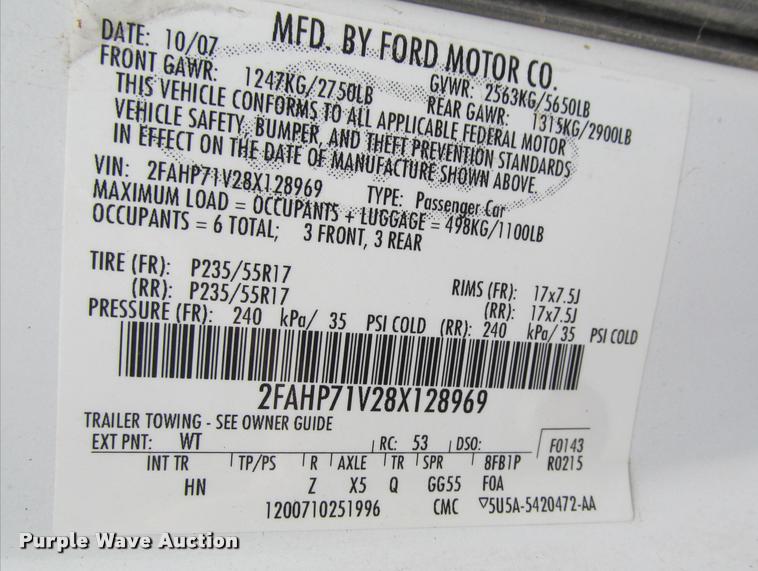 MFD. BY FORD MOTOR CO.
DATE: 10/07 GVWR: 2563KG/5650LB
FRONT GAWR: 1247KG/2750LB REAR GAWR: 1315KG/2900LB
THIS VEHICLE CONFORMS TO ALL APPLICABLE FEDERAL MOTOR
VEHICLE SAFETY, BUMPER, AND THEFT PREVENTION STANDARDS
IN EFFECT ON THE DATE OF MANUFACTURE SHOWN ABOVE.
VIN: 2FAHP71V28X128969 TYPE: Passenger Car
MAXIMUM LOAD = OCCUPANTS + LUGGAGE = 498KG/1100LB
OCCUPANTS = 6 TOTAL; 3 FRONT, 3 REAR
TIRE (FR): P235/55R17 RIMS (FR): 17x7.5J
(RR): P235/55R17 (RR): 17x7.5J
PRESSURE (FR): 240 kPa/ 35 PSI COLD (RR): 240 kPa/ 35 PSI COLD
2FAHP71V28X128969
TRAILER TOWING - SEE OWNER GUIDE
EXT PNT: WT RC: 53 DSO: F0143
R0215
INT TR TP/PS R AXLE TR SPR 8FB1P
HN Z X5 Q GG55 F0A
1200710251996 CMC ▽5U5A-5420472-AA
Purple Wave Auction